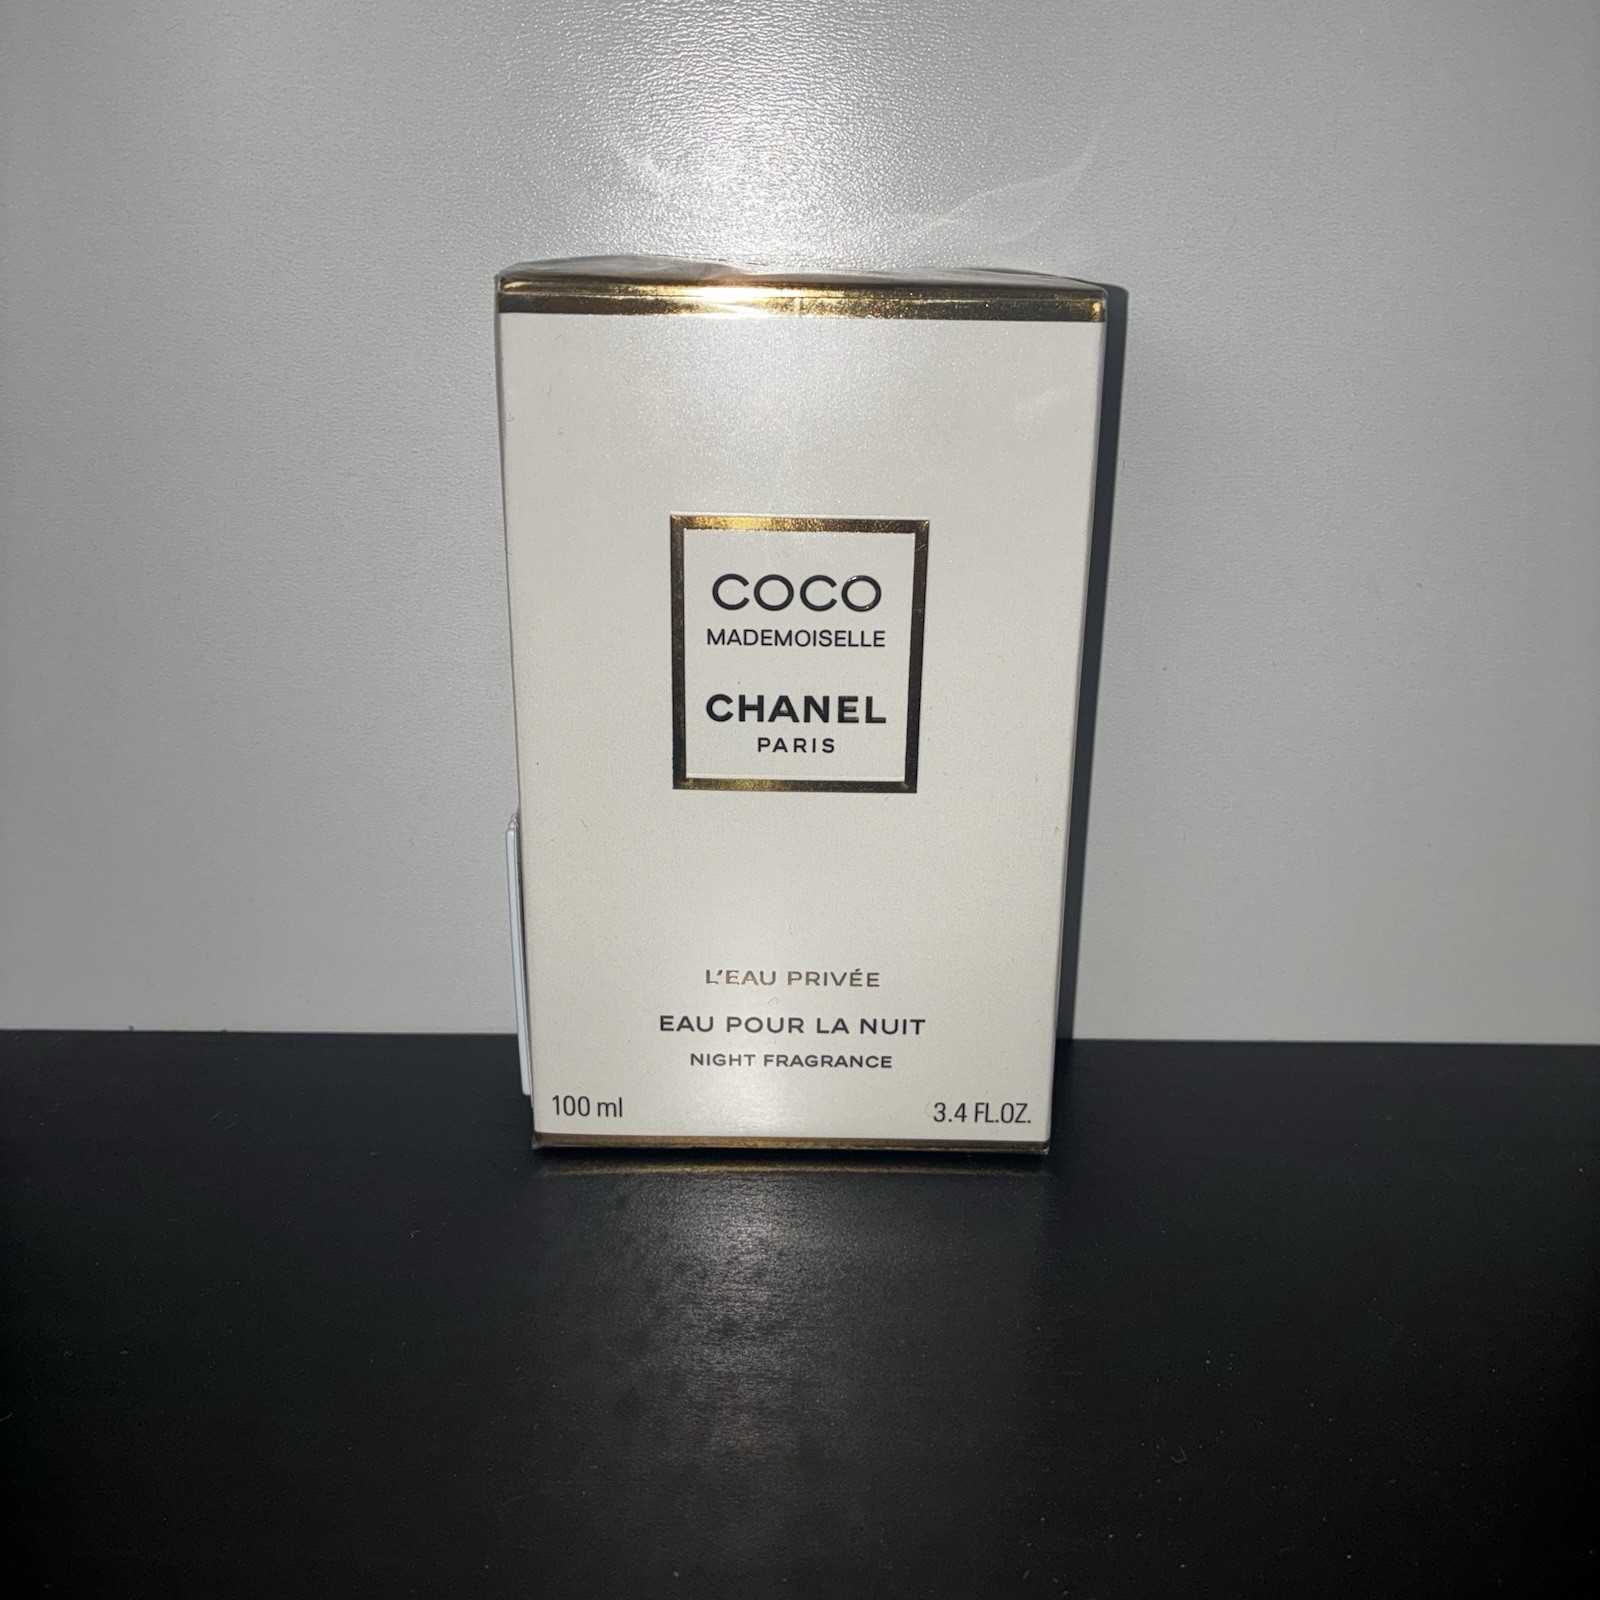 COCO
MADEMOISELLE
CHANEL
PARIS
L'EAU PRIVÉE
EAU POUR LA NUIT
NIGHT FRAGRANCE
100 ml
3.4 FL.OZ.